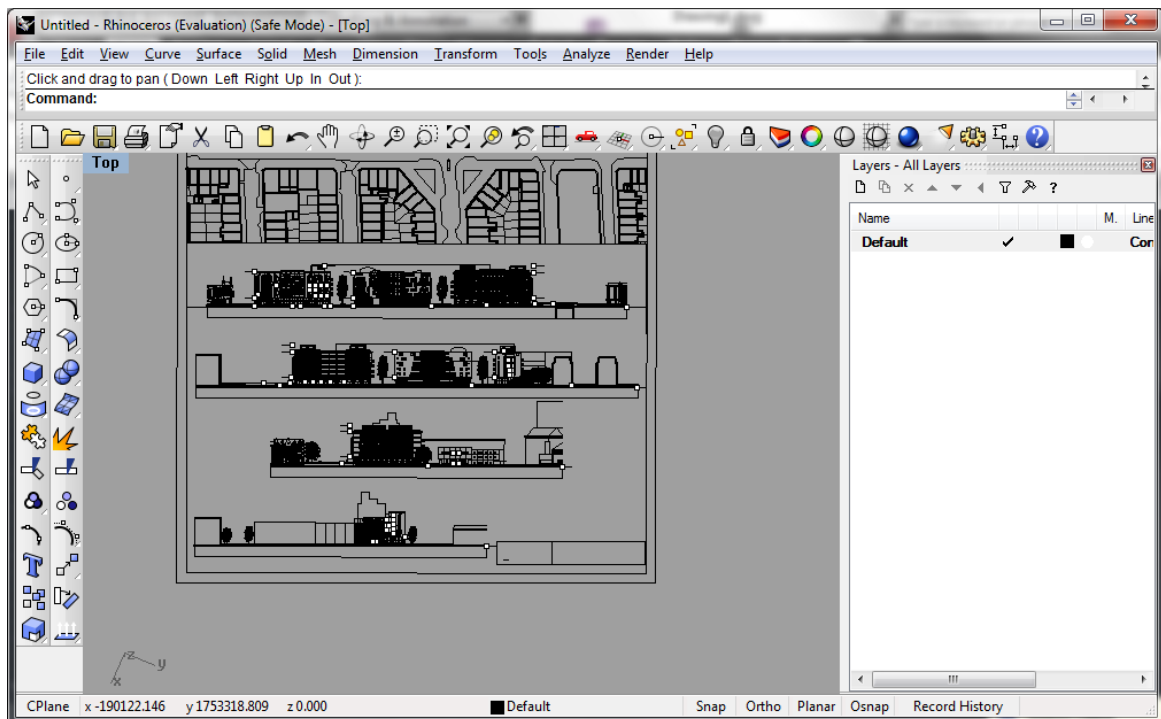 Untitled - Rhinoceros (Evaluation) (Safe Mode) - [Top]
File Edit View Curve Surface Solid Mesh Dimension Transform Tools Analyze Render Help
Click and drag to pan ( Down Left Right Up In Out ):
Command:
Top
Layers - All Layers
Name M. Line
Default Con
z y
x
CPlane x -190122.146 y 1753318.809 z 0.000 Default Snap Ortho Planar Osnap Record History